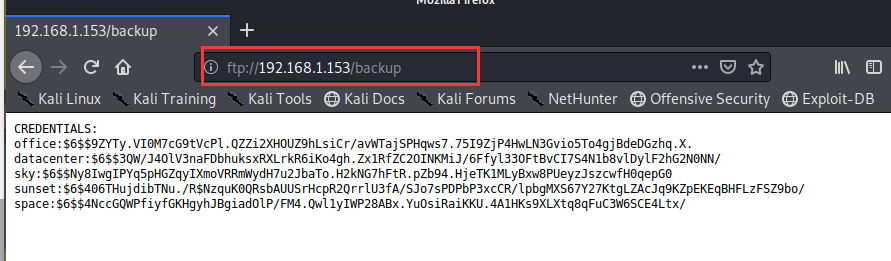 Mozilla Firefox
192.168.1.153/backup
ftp://192.168.1.153/backup
Kali Linux Kali Training Kali Tools Kali Docs Kali Forums NetHunter Offensive Security Exploit-DB
CREDENTIALS:
office:$6$$9ZYTy.VI0M7cG9tVcPl.QZZi2XHOUZ9hLsiCr/avWTajSPHqws7.75I9ZjP4HwLN3Gvio5To4gjBdeDGzhq.X.
datacenter:$6$$3QW/J4OlV3naFDbhuksxRXLrkR6iKo4gh.Zx1RfZC2OINKMiJ/6Ffyl33OFtBvCI7S4N1b8vlDylF2hG2N0NN/
sky:$6$$Ny8IwgIPYq5pHGZqyIXmoVRRmWydH7u2JbaTo.H2kNG7hFtR.pZb94.HjeTK1MLyBxw8PUeyzJszcwfH0qepG0
sunset:$6$406THujdibTNu./R$NzquK0QRsbAUUSrHcpR2QrrlU3fA/SJo7sPDPbP3xcCR/lpbgMXS67Y27KtgLZAcJq9KZpEKEqBHFLzFSZ9bo/
space:$6$$4NccGQWPfiyfGKHgyhJBgiadOlP/FM4.Qwl1yIWP28ABx.YuOsiRaiKKU.4A1HKs9XLXtq8qFuC3W6SCE4Ltx/